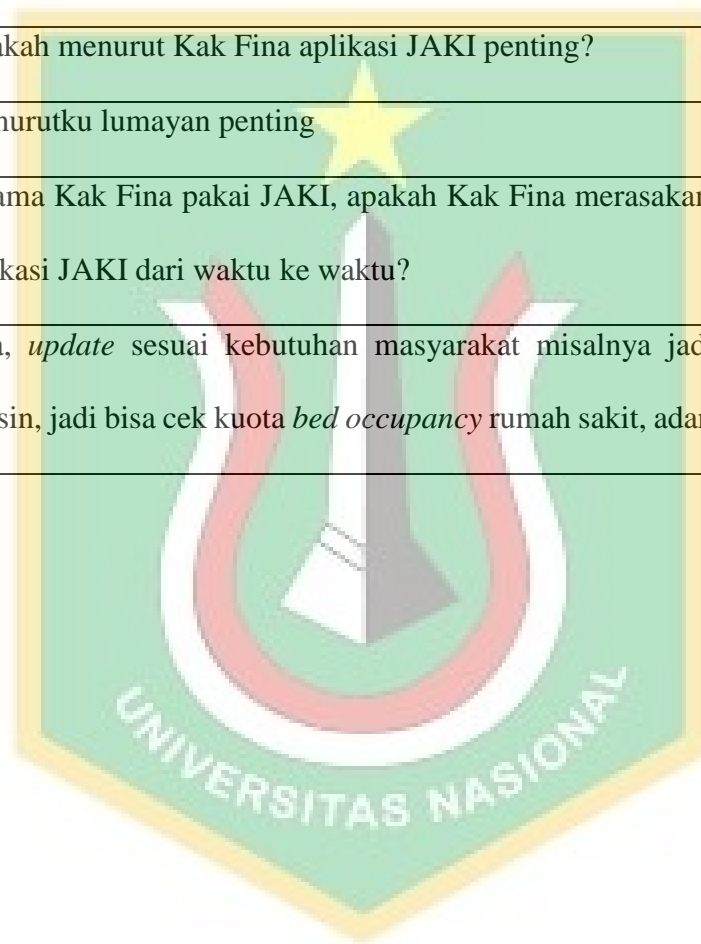 akah menurut Kak Fina aplikasi JAKI penting?
nurutku lumayan penting
ama Kak Fina pakai JAKI, apakah Kak Fina merasakan
kasi JAKI dari waktu ke waktu?
a, update sesuai kebutuhan masyarakat misalnya jad
sin, jadi bisa cek kuota bed occupancy rumah sakit, adan
UNIVERSITAS NASIONAL